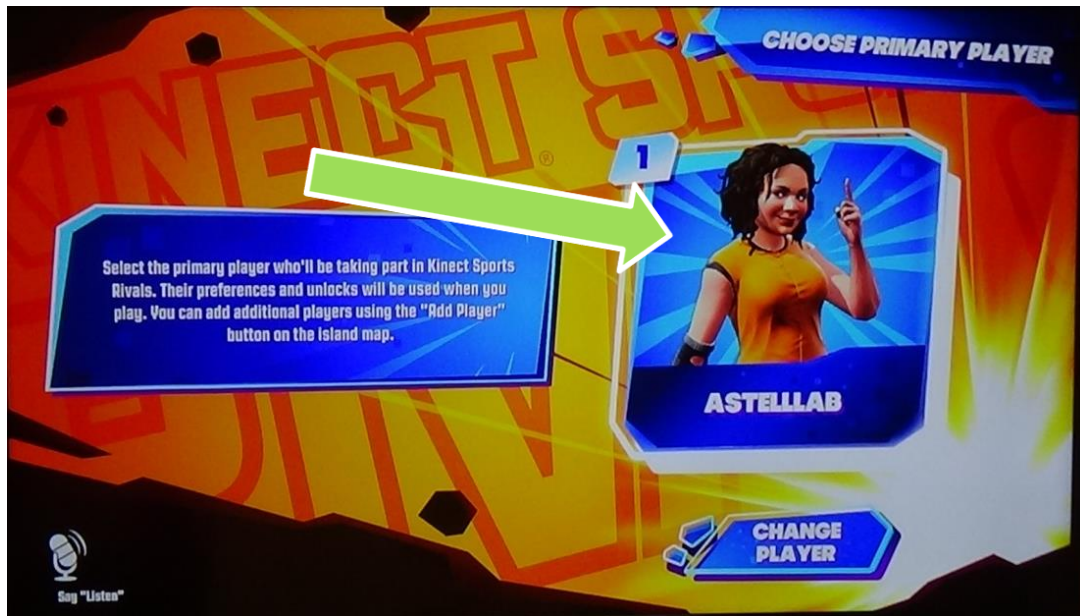 KINECT SP
®
CHOOSE PRIMARY PLAYER
1
Select the primary player who'll be taking part in Kinect Sports
Rivals. Their preferences and unlocks will be used when you
play. You can add additional players using the "Add Player"
button on the island map.
ASTELLLAB
CHANGE
PLAYER
Say "Listen"